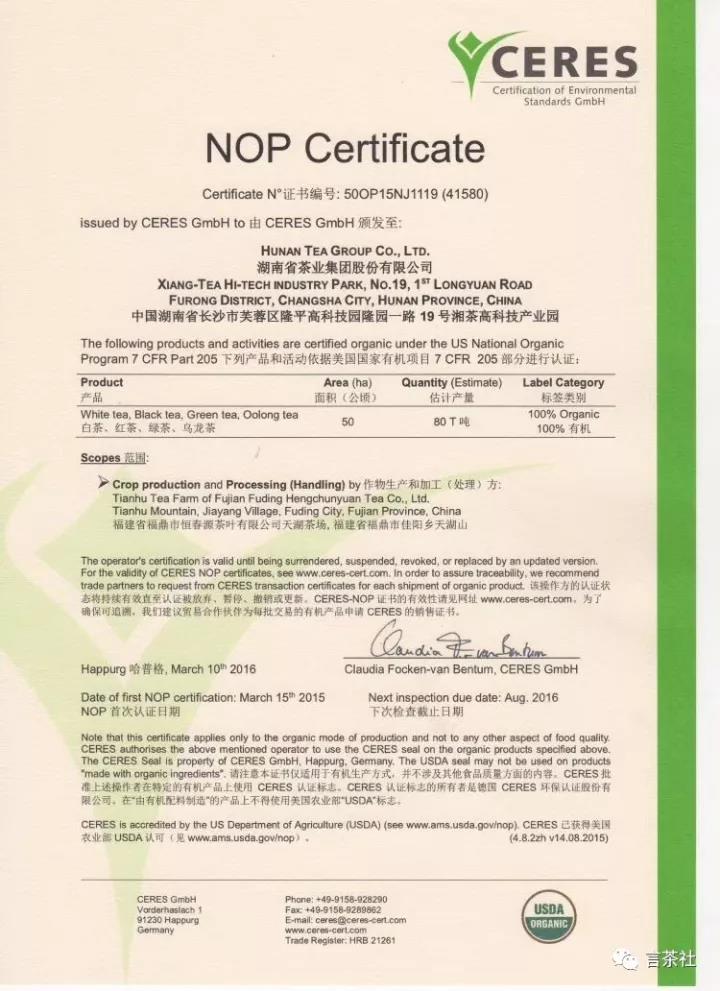 CERES
Certification of Environmental
Standards GmbH
NOP Certificate
Certificate N°证书编号: 50OP15NJ1119 (41580)
issued by CERES GmbH to 由 CERES GmbH 颁发至:
HUNAN TEA GROUP CO., LTD.
湖南省茶业集团股份有限公司
XIANG-TEA HI-TECH INDUSTRY PARK, NO.19, 1ST LONGYUAN ROAD
FURONG DISTRICT, CHANGSHA CITY, HUNAN PROVINCE, CHINA
中国湖南省长沙市芙蓉区隆平高科技园隆园一路 19 号湘茶高科技产业园
The following products and activities are certified organic under the US National Organic
Program 7 CFR Part 205 下列产品和活动依据美国国家有机项目 7 CFR 205 部分进行认证:
Product Area (ha) Quantity (Estimate) Label Category
产品 面积（公顷） 估计产量 标签类别
White tea, Black tea, Green tea, Oolong tea 50 80 T 吨 100% Organic
白茶、红茶、绿茶、乌龙茶 100% 有机
Scopes 范围:
➢ Crop production and Processing (Handling) by 作物生产和加工（处理）方:
Tianhu Tea Farm of Fujian Fuding Hengchunyuan Tea Co., Ltd.
Tianhu Mountain, Jiayang Village, Fuding City, Fujian Province, China
福建省福鼎市恒春源茶叶有限公司天湖茶场, 福建省福鼎市佳阳乡天湖山
The operator's certification is valid until being surrendered, suspended, revoked, or replaced by an updated version.
For the validity of CERES NOP certificates, see www.ceres-cert.com. In order to assure traceability, we recommend
trade partners to request from CERES transaction certificates for each shipment of organic product. 该操作方的认证状
态将持续有效直至认证被放弃、暂停、撤销或更新。CERES-NOP 证书的有效性请见网址 www.ceres-cert.com。为了
确保可追溯，我们建议贸易合作伙伴为每批交易的有机产品申请 CERES 的销售证书。
Claudia F.-van Bentum
Happurg 哈普格, March 10th 2016 Claudia Focken-van Bentum, CERES GmbH
Date of first NOP certification: March 15th 2015 Next inspection due date: Aug. 2016
NOP 首次认证日期 下次检查截止日期
Note that this certificate applies only to the organic mode of production and not to any other aspect of food quality.
CERES authorises the above mentioned operator to use the CERES seal on the organic products specified above.
The CERES Seal is property of CERES GmbH, Happurg, Germany. The USDA seal may not be used on products
"made with organic ingredients". 请注意本证书仅适用于有机生产方式，并不涉及其他食品质量方面的内容。CERES 批
准上述操作者在特定的有机产品上使用 CERES 认证标志。CERES 认证标志的所有者是德国 CERES 环保认证股份有
限公司。在“由有机配料制造”的产品上不得使用美国农业部“USDA”标志。
CERES is accredited by the US Department of Agriculture (USDA) (see www.ams.usda.gov/nop). CERES 已获得美国
农业部 USDA 认可（见 www.ams.usda.gov/nop）。 (4.8.2zh v14.08.2015)
CERES GmbH Phone: +49-9158-928290
Vorderhaslach 1 Fax: +49-9158-9289862
91230 Happurg E-mail: ceres@ceres-cert.com
Germany www.ceres-cert.com
Trade Register: HRB 21261
USDA
ORGANIC
言茶社